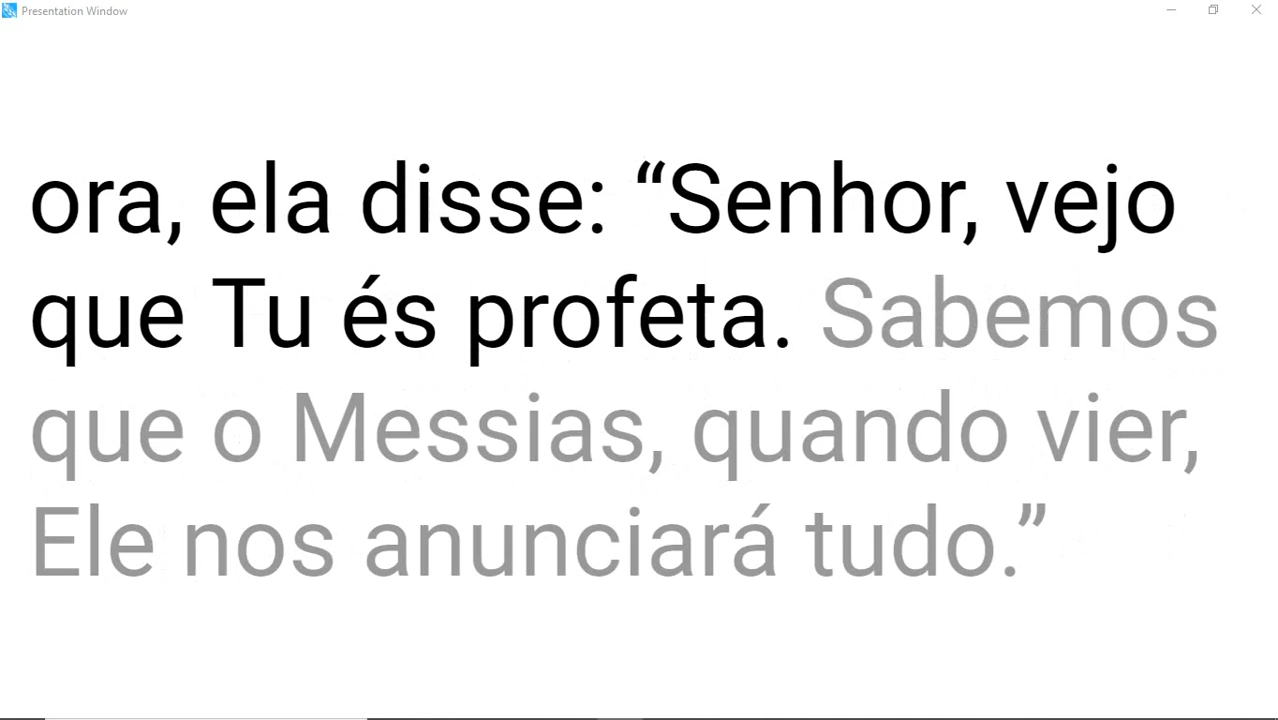 Presentation Window
ora, ela disse: “Senhor, vejo
que Tu és profeta. Sabemos
que o Messias, quando vier,
Ele nos anunciará tudo.”